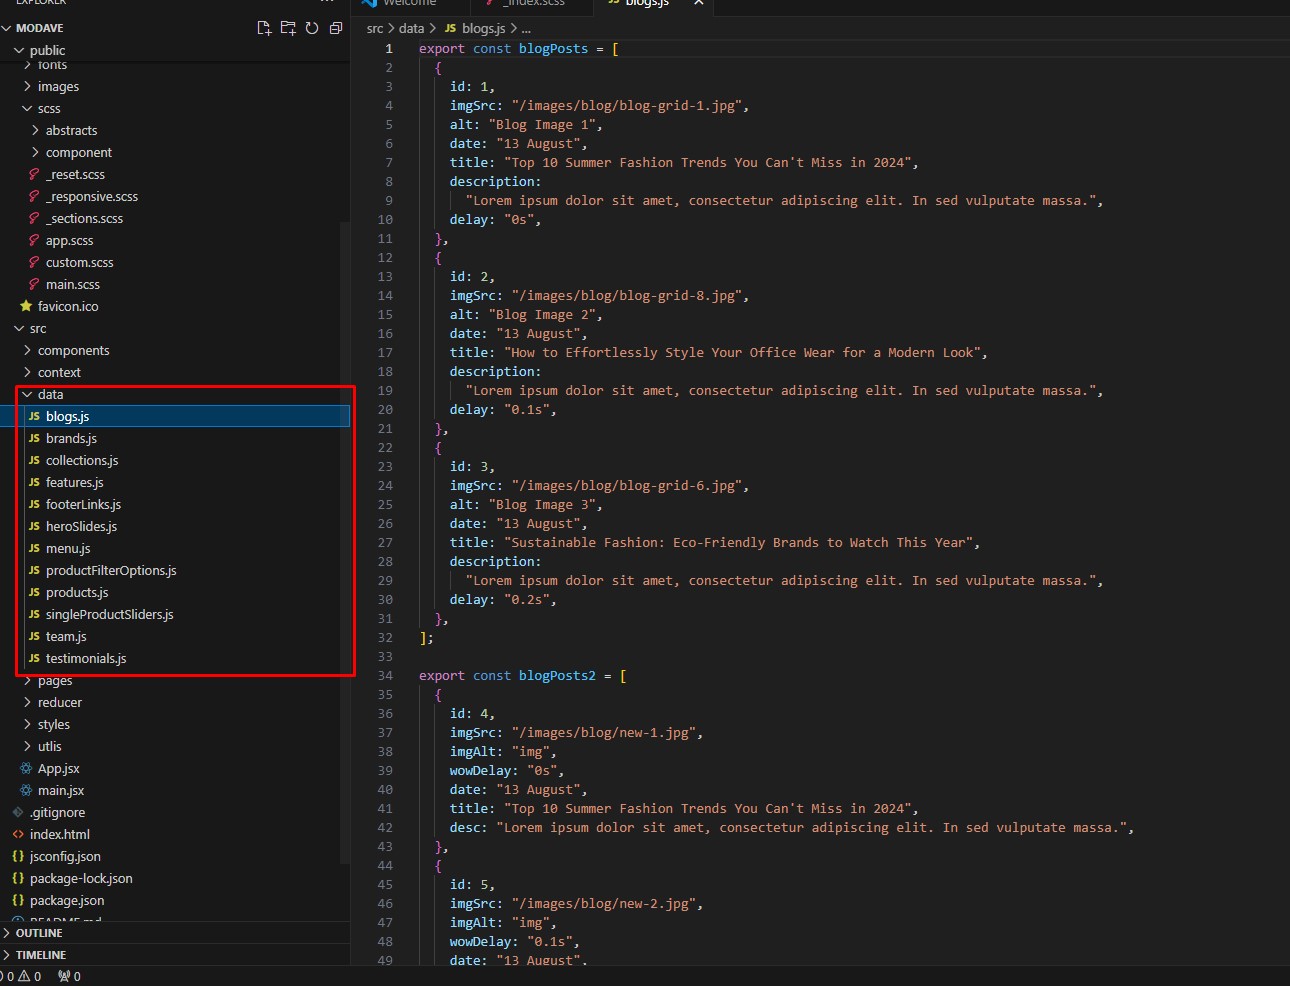 EXPLORER
Welcome
_index.scss
blogs.js
MODAVE
public
fonts
images
scss
abstracts
component
_reset.scss
_responsive.scss
_sections.scss
app.scss
custom.scss
main.scss
favicon.ico
src
components
context
data
blogs.js
brands.js
collections.js
features.js
footerLinks.js
heroSlides.js
menu.js
productFilterOptions.js
products.js
singleProductSliders.js
team.js
testimonials.js
pages
reducer
styles
utlis
App.jsx
main.jsx
.gitignore
index.html
jsconfig.json
package-lock.json
package.json
README.md
OUTLINE
TIMELINE
0 0 0
src > data > JS blogs.js > ...
1 export const blogPosts = [
2 {
3 id: 1,
4 imgSrc: "/images/blog/blog-grid-1.jpg",
5 alt: "Blog Image 1",
6 date: "13 August",
7 title: "Top 10 Summer Fashion Trends You Can't Miss in 2024",
8 description:
9 "Lorem ipsum dolor sit amet, consectetur adipiscing elit. In sed vulputate massa.",
10 delay: "0s",
11 },
12 {
13 id: 2,
14 imgSrc: "/images/blog/blog-grid-8.jpg",
15 alt: "Blog Image 2",
16 date: "13 August",
17 title: "How to Effortlessly Style Your Office Wear for a Modern Look",
18 description:
19 "Lorem ipsum dolor sit amet, consectetur adipiscing elit. In sed vulputate massa.",
20 delay: "0.1s",
21 },
22 {
23 id: 3,
24 imgSrc: "/images/blog/blog-grid-6.jpg",
25 alt: "Blog Image 3",
26 date: "13 August",
27 title: "Sustainable Fashion: Eco-Friendly Brands to Watch This Year",
28 description:
29 "Lorem ipsum dolor sit amet, consectetur adipiscing elit. In sed vulputate massa.",
30 delay: "0.2s",
31 },
32 ];
33
34 export const blogPosts2 = [
35 {
36 id: 4,
37 imgSrc: "/images/blog/new-1.jpg",
38 imgAlt: "img",
39 wowDelay: "0s",
40 date: "13 August",
41 title: "Top 10 Summer Fashion Trends You Can't Miss in 2024",
42 desc: "Lorem ipsum dolor sit amet, consectetur adipiscing elit. In sed vulputate massa.",
43 },
44 {
45 id: 5,
46 imgSrc: "/images/blog/new-2.jpg",
47 imgAlt: "img",
48 wowDelay: "0.1s",
49 date: "13 August",